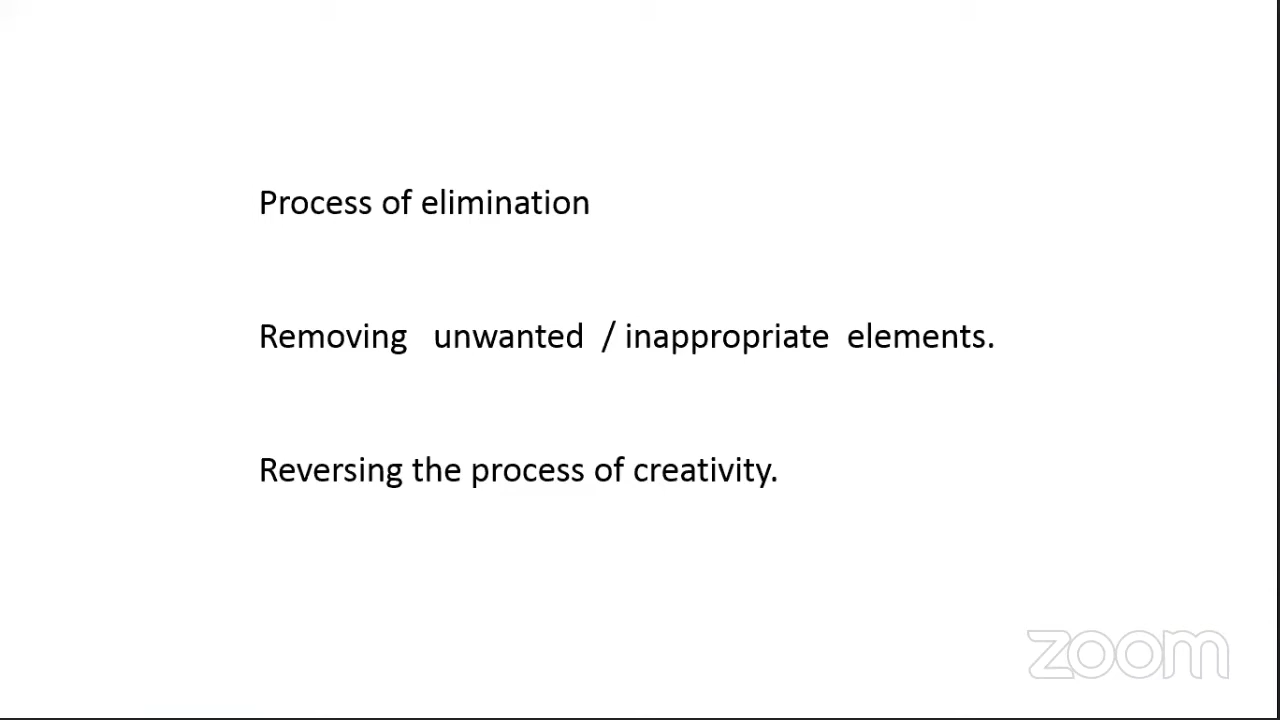 Process of elimination
Removing unwanted / inappropriate elements.
Reversing the process of creativity.
zoom